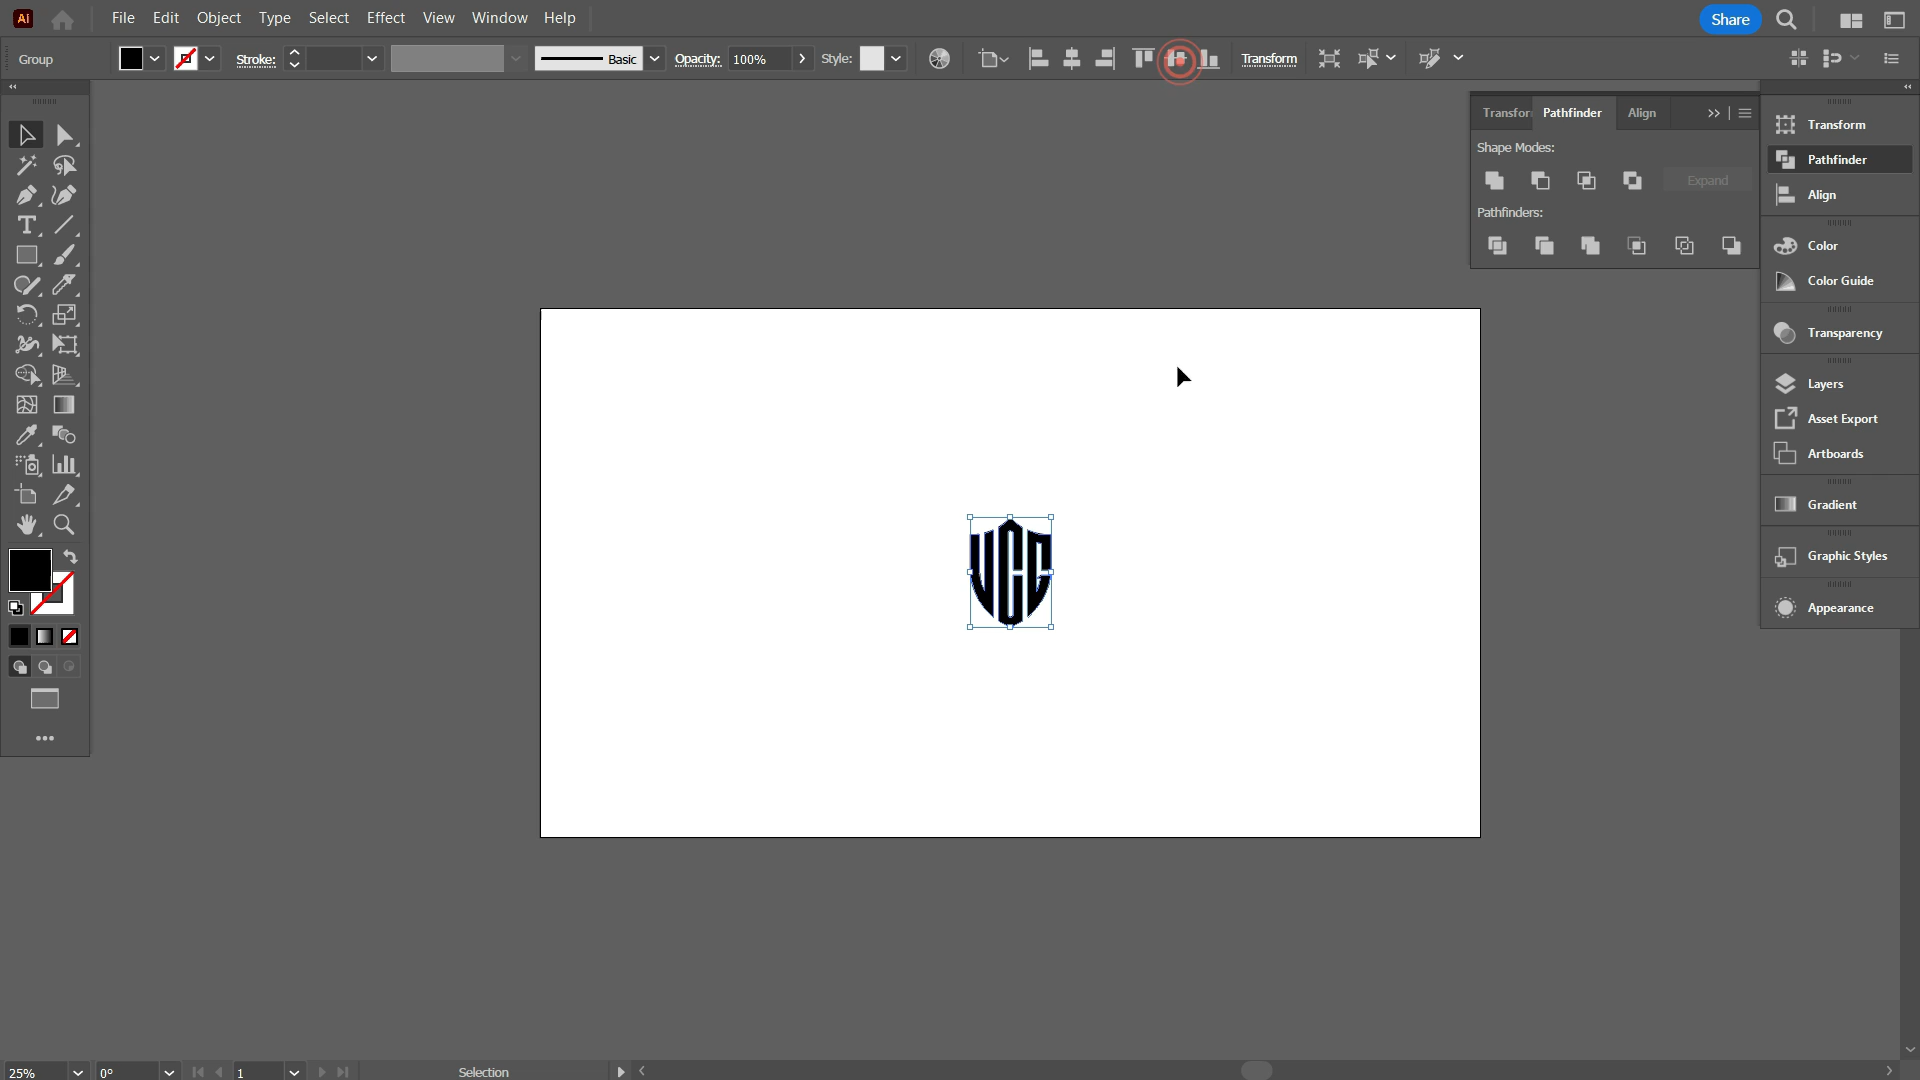 Ai File Edit Object Type Select Effect View Window Help Share
Group Stroke: Basic Opacity: 100% Style: Transform
Transfor Pathfinder Align
Shape Modes:
Expand
Pathfinders:
Transform
Pathfinder
Align
Color
Color Guide
Transparency
Layers
Asset Export
Artboards
Gradient
Graphic Styles
Appearance
VCC
25% 0° 1 Selection